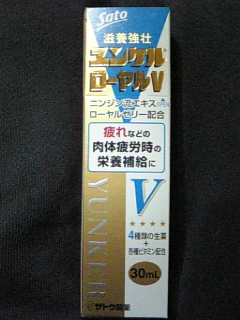 Sato
滋養強壮
ユンケル
ローヤルV
ニンジン流エキス
ローヤルゼリー配合
疲れなどの
肉体疲労時の
栄養補給に
YUNKER
V
4種類の生薬
+
各種ビタミン配合
30mL
サトウ製薬